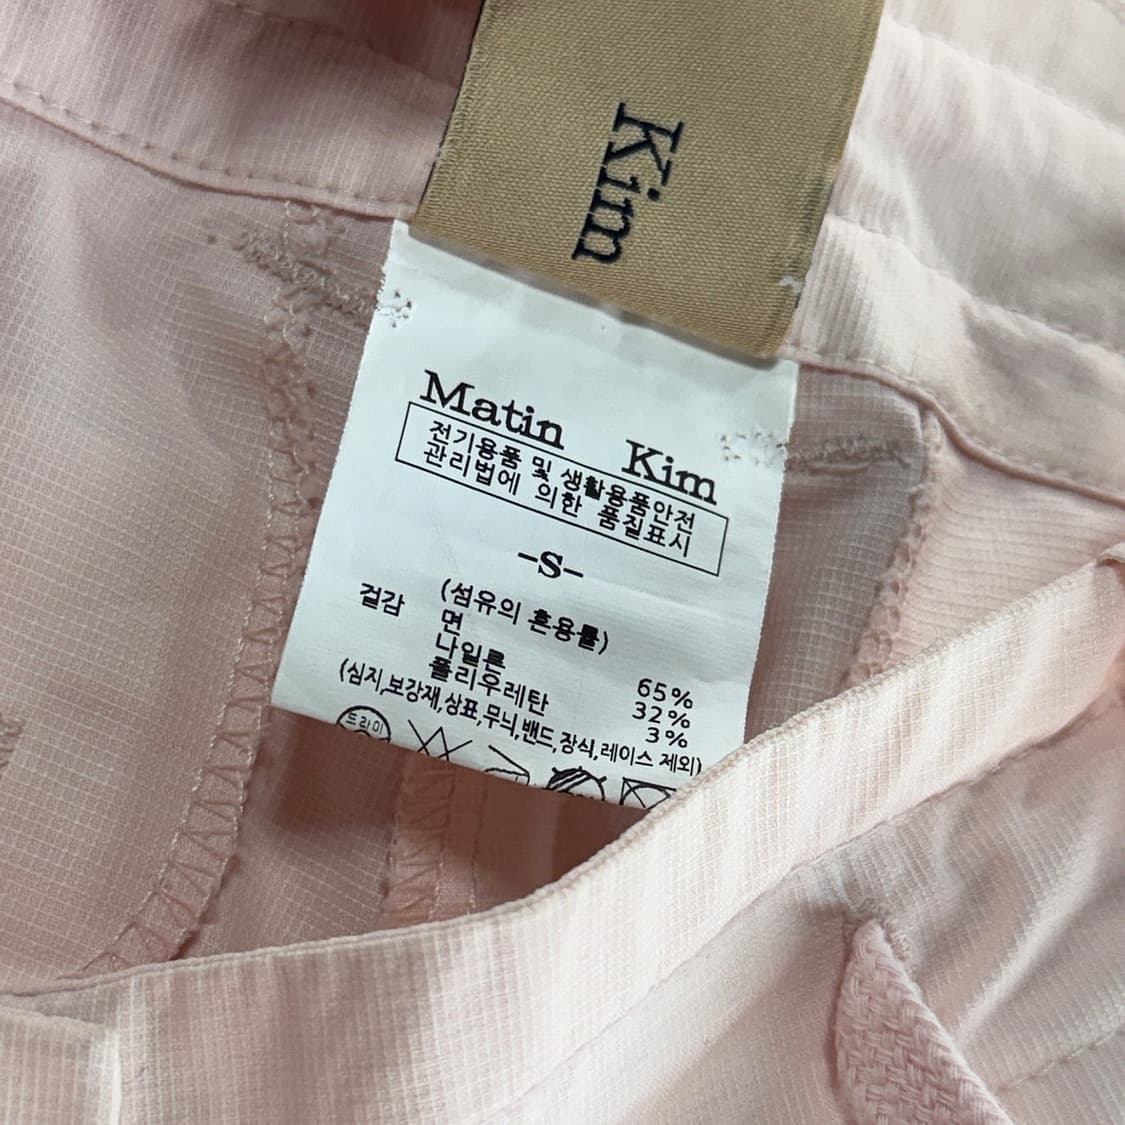 Kim
Matin Kim
전기용품 및 생활용품안전
관리법에 의한 품질표시
-S-
(섬유의 혼용률)
걸감 면 65%
나일론 32%
폴리우레탄 3%
(심지,보강재,상표,무늬,밴드,장식,레이스 제외)
드라이